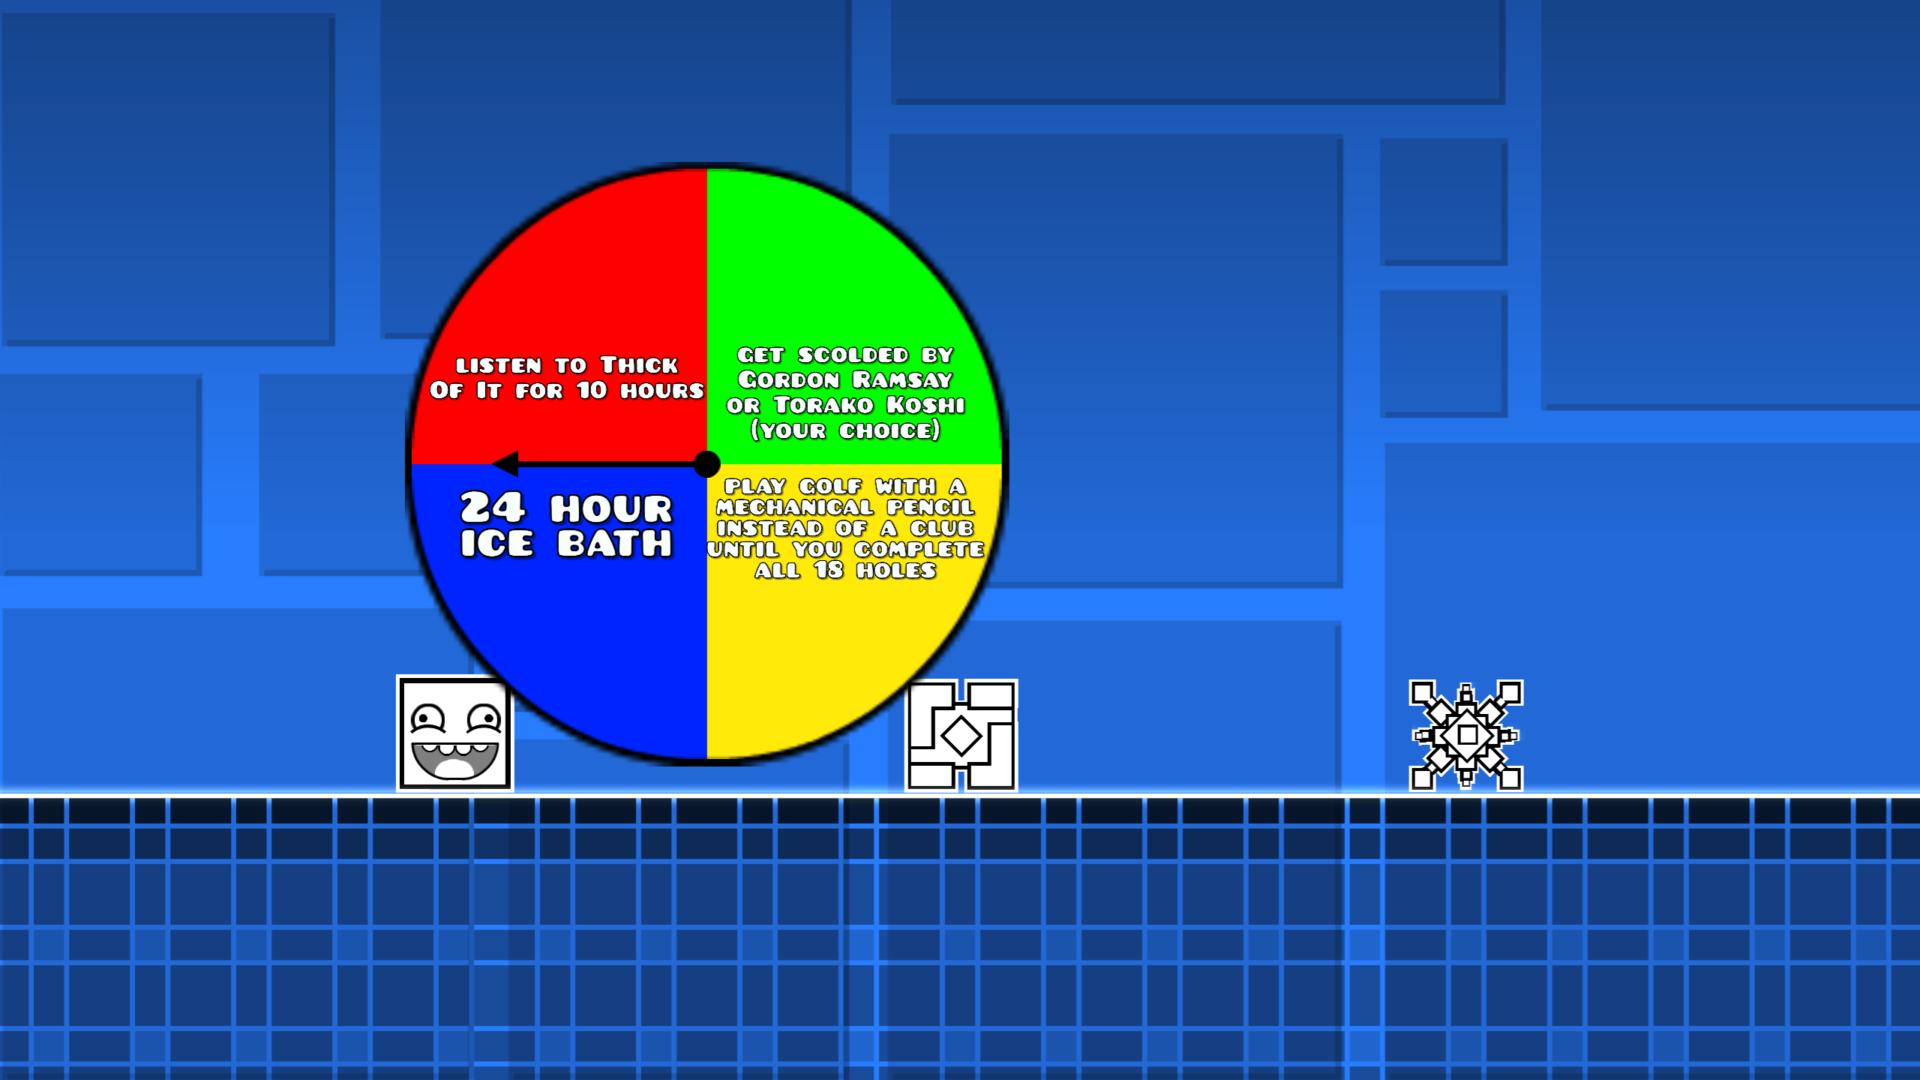 LISTEN TO THICK
OF IT FOR 10 HOURS
GET SCOLDED BY
GORDON RAMSAY
OR TORAKO KOSHI
(YOUR CHOICE)
24 HOUR
ICE BATH
PLAY GOLF WITH A
MECHANICAL PENCIL
INSTEAD OF A CLUB
UNTIL YOU COMPLETE
ALL 18 HOLES